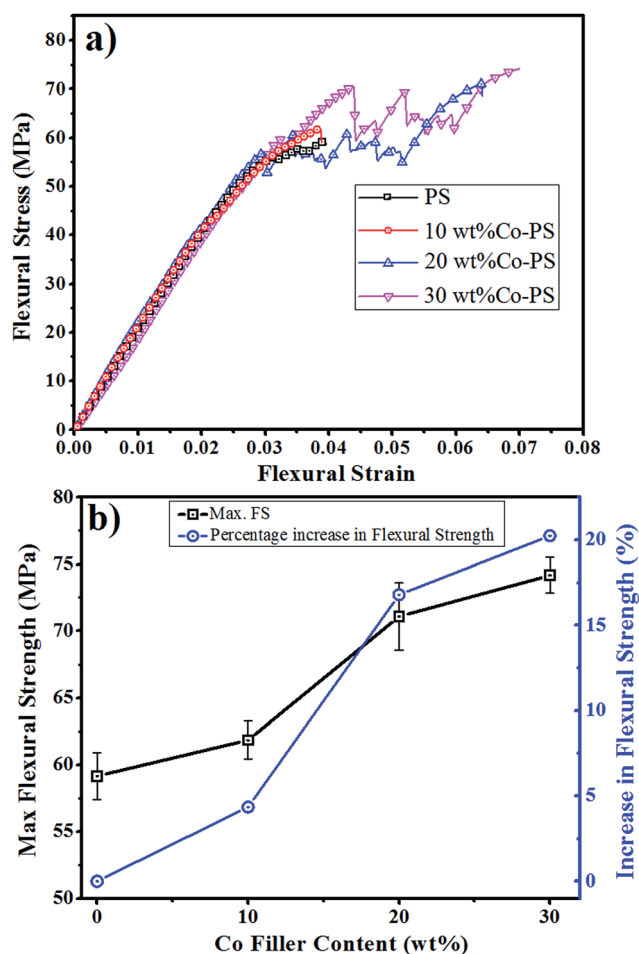 a)
Flexural Stress (MPa)
80
70
60
50
40
30
20
10
0
PS
10 wt%Co-PS
20 wt%Co-PS
30 wt%Co-PS
0.00 0.01 0.02 0.03 0.04 0.05 0.06 0.07 0.08
Flexural Strain
b)
Max. FS
Percentage increase in Flexural Strength
Max Flexural Strength (MPa)
80
75
70
65
60
55
50
Increase in Flexural Strength (%)
20
15
10
5
0
0 10 20 30
Co Filler Content (wt%)